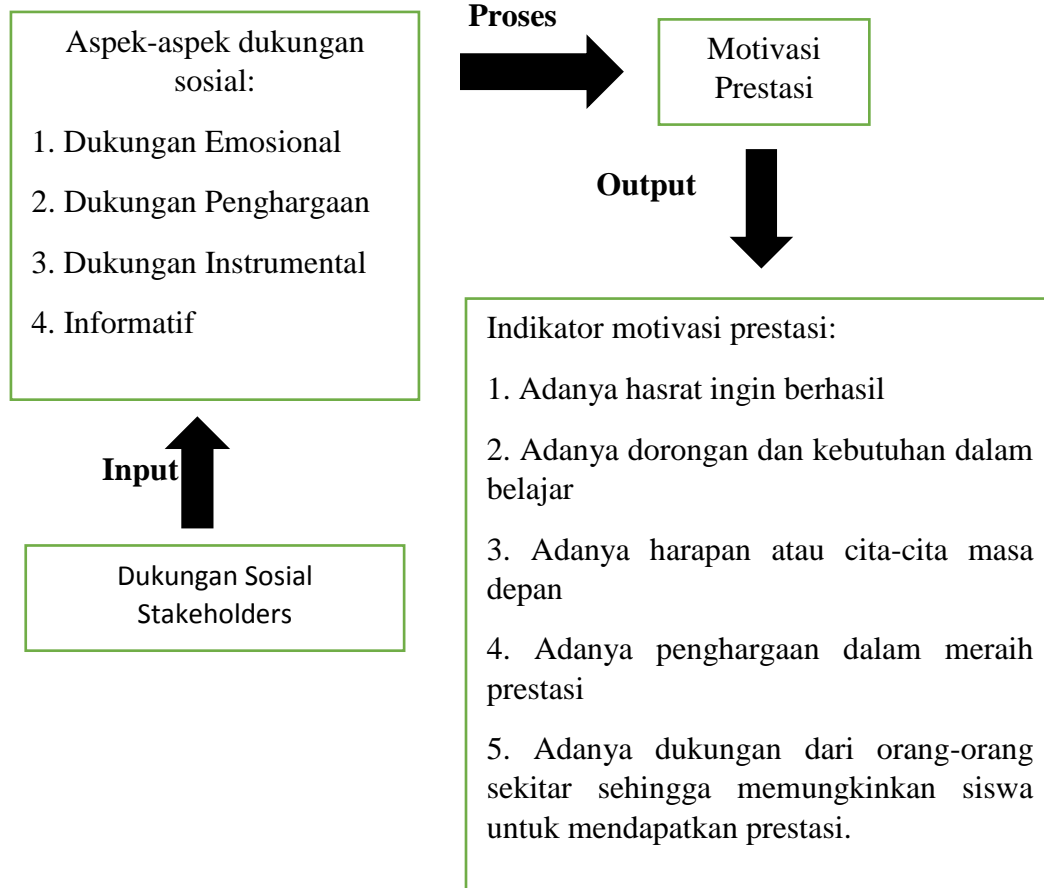 Proses
Aspek-aspek dukungan
sosial:
1. Dukungan Emosional
2. Dukungan Penghargaan
3. Dukungan Instrumental
4. Informatif
Motivasi
Prestasi
Output
Input
Dukungan Sosial
Stakeholders
Indikator motivasi prestasi:
1. Adanya hasrat ingin berhasil
2. Adanya dorongan dan kebutuhan dalam
belajar
3. Adanya harapan atau cita-cita masa
depan
4. Adanya penghargaan dalam meraih
prestasi
5. Adanya dukungan dari orang-orang
sekitar sehingga memungkinkan siswa
untuk mendapatkan prestasi.